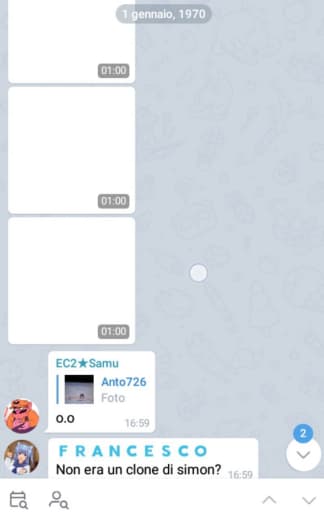 1 gennaio, 1970
01:00
01:00
01:00
EC2★Samu
Anto726
Foto
o.o
16:59
FRANCESCO
Non era un clone di simon? 16:59
2